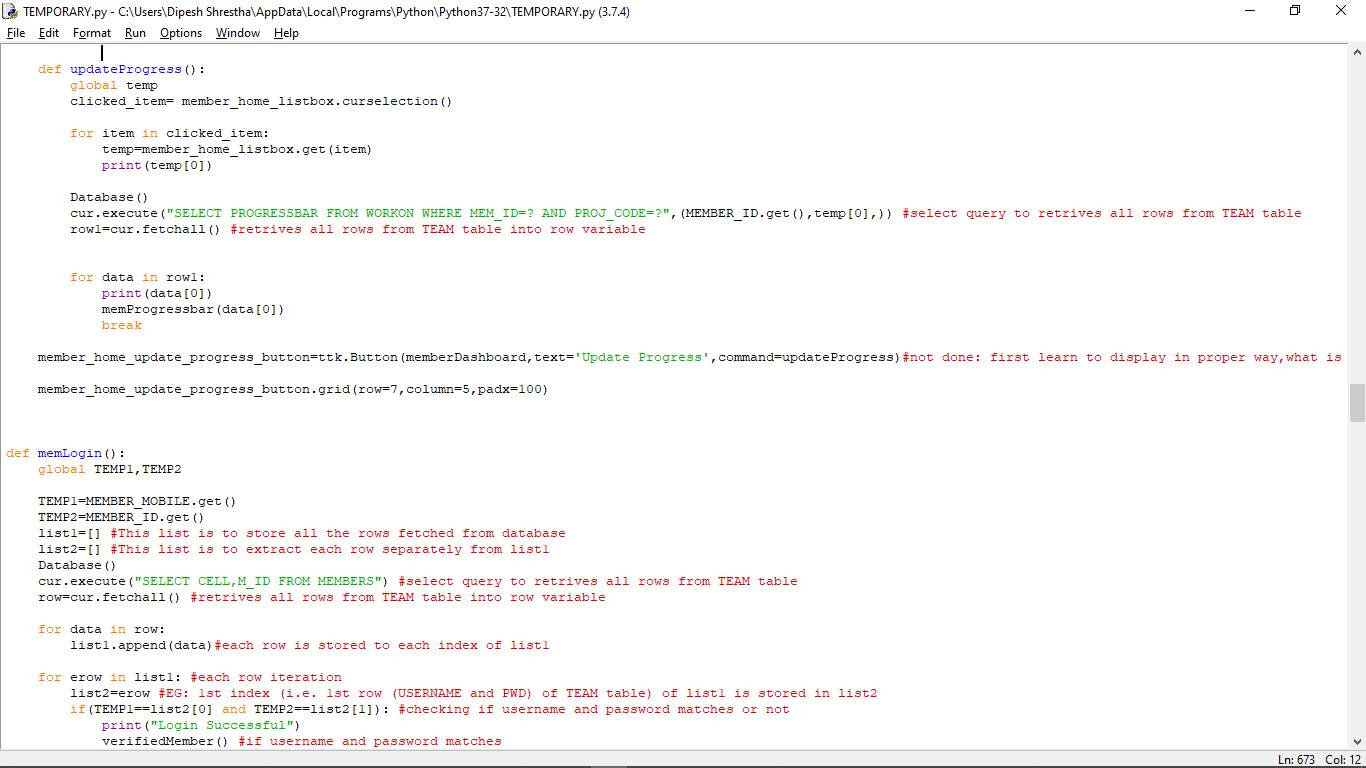 TEMPORARY.py - C:\Users\Dipesh Shrestha\AppData\Local\Programs\Python\Python37-32\TEMPORARY.py (3.7.4)
File Edit Format Run Options Window Help
def updateProgress():
global temp
clicked_item= member_home_listbox.curselection()
for item in clicked_item:
temp=member_home_listbox.get(item)
print(temp[0])
Database()
cur.execute("SELECT PROGRESSBAR FROM WORKON WHERE MEM_ID=? AND PROJ_CODE=?",(MEMBER_ID.get(),temp[0],)) #select query to retrives all rows from TEAM table
row1=cur.fetchall() #retrives all rows from TEAM table into row variable
for data in row1:
print(data[0])
memProgressbar(data[0])
break
member_home_update_progress_button=ttk.Button(memberDashboard,text='Update Progress',command=updateProgress)#not done: first learn to display in proper way,what is
member_home_update_progress_button.grid(row=7,column=5,padx=100)
def memLogin():
global TEMP1,TEMP2
TEMP1=MEMBER_MOBILE.get()
TEMP2=MEMBER_ID.get()
list1=[] #This list is to store all the rows fetched from database
list2=[] #This list is to extract each row separately from list1
Database()
cur.execute("SELECT CELL,M_ID FROM MEMBERS") #select query to retrives all rows from TEAM table
row=cur.fetchall() #retrives all rows from TEAM table into row variable
for data in row:
list1.append(data)#each row is stored to each index of list1
for erow in list1: #each row iteration
list2=erow #EG: 1st index (i.e. 1st row (USERNAME and PWD) of TEAM table) of list1 is stored in list2
if(TEMP1==list2[0] and TEMP2==list2[1]): #checking if username and password matches or not
print("Login Successful")
verifiedMember() #if username and password matches
Ln: 673 Col: 12